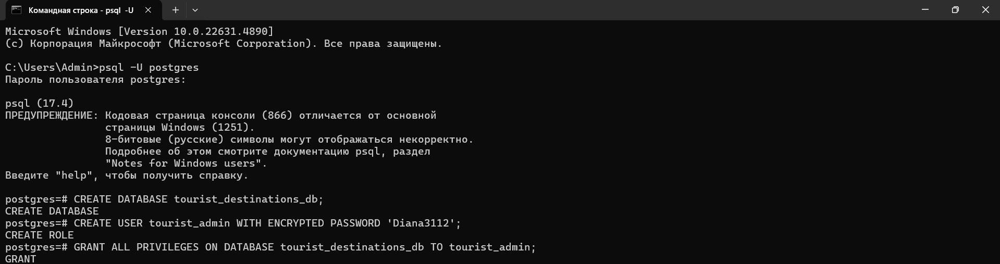 Командная строка - psql -U
Microsoft Windows [Version 10.0.22631.4890]
(c) Корпорация Майкрософт (Microsoft Corporation). Все права защищены.
C:\Users\Admin>psql -U postgres
Пароль пользователя postgres:
psql (17.4)
ПРЕДУПРЕЖДЕНИЕ: Кодовая страница консоли (866) отличается от основной
страницы Windows (1251).
8-битовые (русские) символы могут отображаться некорректно.
Подробнее об этом смотрите документацию psql, раздел
"Notes for Windows users".
Введите "help", чтобы получить справку.
postgres=# CREATE DATABASE tourist_destinations_db;
CREATE DATABASE
postgres=# CREATE USER tourist_admin WITH ENCRYPTED PASSWORD 'Diana3112';
CREATE ROLE
postgres=# GRANT ALL PRIVILEGES ON DATABASE tourist_destinations_db TO tourist_admin;
GRANT